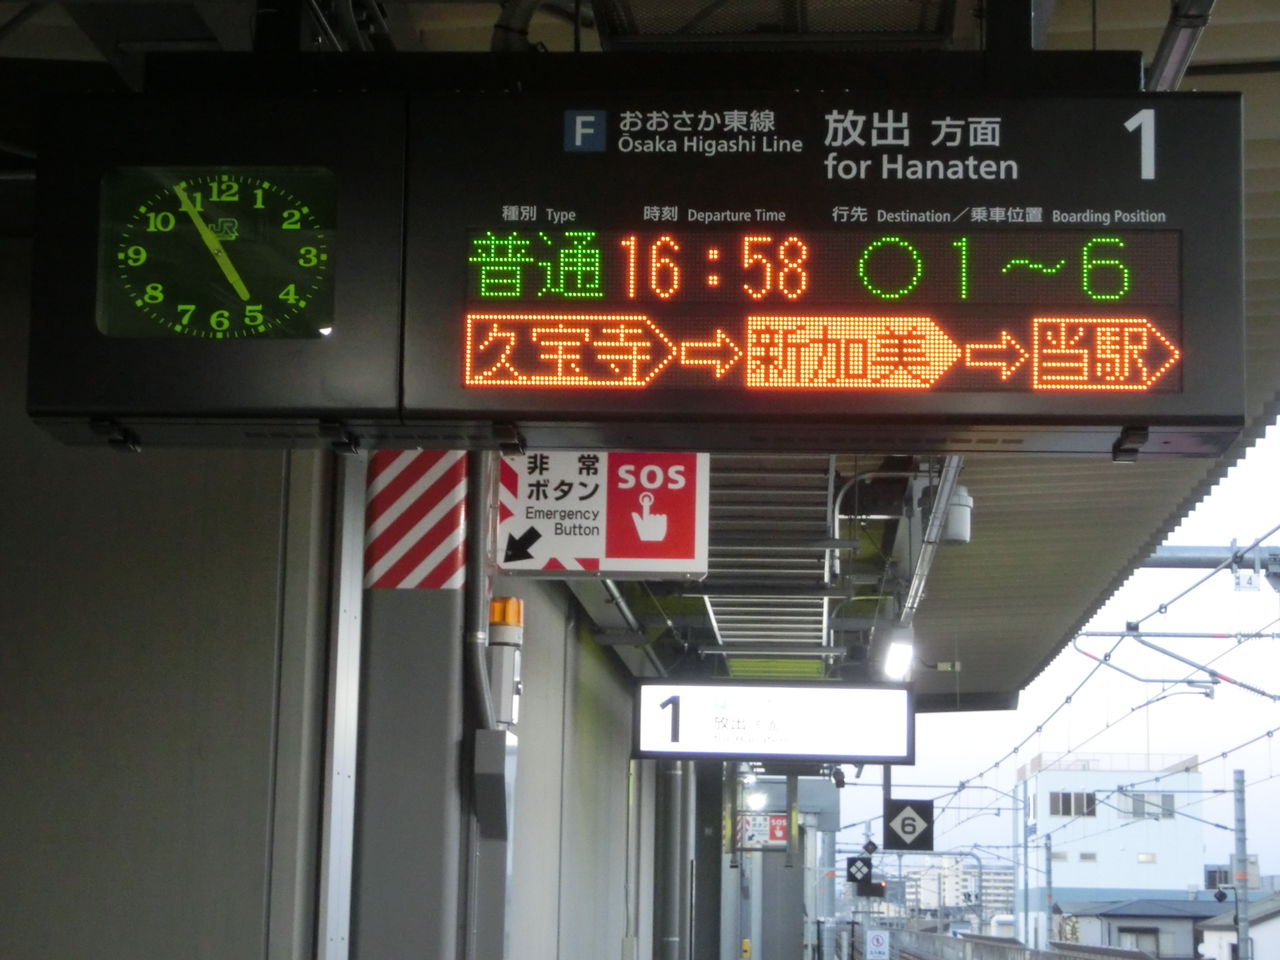 F おおさか東線 放出 方面 1
Ōsaka Higashi Line for Hanaten
種別 Type 時刻 Departure Time 行先 Destination／乗車位置 Boarding Position
普通 16:58 ○1～6
久宝寺 ⇨ 新加美 ⇨ 当駅
12
1
2
3
4
5
6
7
8
9
10
11
JR
非常
ボタン
Emergency
Button
SOS
1 放出
4
6
SOS